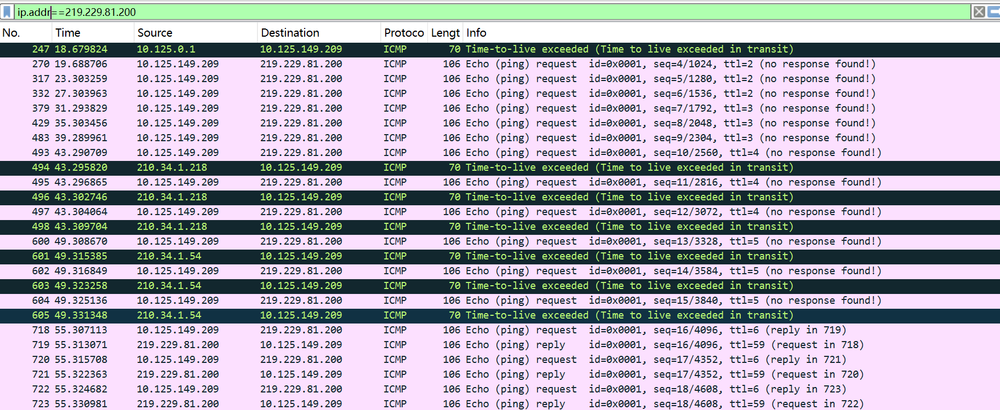 ip.addr==219.229.81.200
No. Time Source Destination Protoco Lengt Info
247 18.679824 10.125.0.1 10.125.149.209 ICMP 70 Time-to-live exceeded (Time to live exceeded in transit)
270 19.688706 10.125.149.209 219.229.81.200 ICMP 106 Echo (ping) request id=0x0001, seq=4/1024, ttl=2 (no response found!)
317 23.303259 10.125.149.209 219.229.81.200 ICMP 106 Echo (ping) request id=0x0001, seq=5/1280, ttl=2 (no response found!)
332 27.303963 10.125.149.209 219.229.81.200 ICMP 106 Echo (ping) request id=0x0001, seq=6/1536, ttl=2 (no response found!)
379 31.293829 10.125.149.209 219.229.81.200 ICMP 106 Echo (ping) request id=0x0001, seq=7/1792, ttl=3 (no response found!)
429 35.303456 10.125.149.209 219.229.81.200 ICMP 106 Echo (ping) request id=0x0001, seq=8/2048, ttl=3 (no response found!)
483 39.289961 10.125.149.209 219.229.81.200 ICMP 106 Echo (ping) request id=0x0001, seq=9/2304, ttl=3 (no response found!)
493 43.290709 10.125.149.209 219.229.81.200 ICMP 106 Echo (ping) request id=0x0001, seq=10/2560, ttl=4 (no response found!)
494 43.295820 210.34.1.218 10.125.149.209 ICMP 70 Time-to-live exceeded (Time to live exceeded in transit)
495 43.296865 10.125.149.209 219.229.81.200 ICMP 106 Echo (ping) request id=0x0001, seq=11/2816, ttl=4 (no response found!)
496 43.302746 210.34.1.218 10.125.149.209 ICMP 70 Time-to-live exceeded (Time to live exceeded in transit)
497 43.304064 10.125.149.209 219.229.81.200 ICMP 106 Echo (ping) request id=0x0001, seq=12/3072, ttl=4 (no response found!)
498 43.309704 210.34.1.218 10.125.149.209 ICMP 70 Time-to-live exceeded (Time to live exceeded in transit)
600 49.308670 10.125.149.209 219.229.81.200 ICMP 106 Echo (ping) request id=0x0001, seq=13/3328, ttl=5 (no response found!)
601 49.315385 210.34.1.54 10.125.149.209 ICMP 70 Time-to-live exceeded (Time to live exceeded in transit)
602 49.316849 10.125.149.209 219.229.81.200 ICMP 106 Echo (ping) request id=0x0001, seq=14/3584, ttl=5 (no response found!)
603 49.323258 210.34.1.54 10.125.149.209 ICMP 70 Time-to-live exceeded (Time to live exceeded in transit)
604 49.325136 10.125.149.209 219.229.81.200 ICMP 106 Echo (ping) request id=0x0001, seq=15/3840, ttl=5 (no response found!)
605 49.331348 210.34.1.54 10.125.149.209 ICMP 70 Time-to-live exceeded (Time to live exceeded in transit)
718 55.307113 10.125.149.209 219.229.81.200 ICMP 106 Echo (ping) request id=0x0001, seq=16/4096, ttl=6 (reply in 719)
719 55.313071 219.229.81.200 10.125.149.209 ICMP 106 Echo (ping) reply id=0x0001, seq=16/4096, ttl=59 (request in 718)
720 55.315708 10.125.149.209 219.229.81.200 ICMP 106 Echo (ping) request id=0x0001, seq=17/4352, ttl=6 (reply in 721)
721 55.322363 219.229.81.200 10.125.149.209 ICMP 106 Echo (ping) reply id=0x0001, seq=17/4352, ttl=59 (request in 720)
722 55.324682 10.125.149.209 219.229.81.200 ICMP 106 Echo (ping) request id=0x0001, seq=18/4608, ttl=6 (reply in 723)
723 55.330981 219.229.81.200 10.125.149.209 ICMP 106 Echo (ping) reply id=0x0001, seq=18/4608, ttl=59 (request in 722)